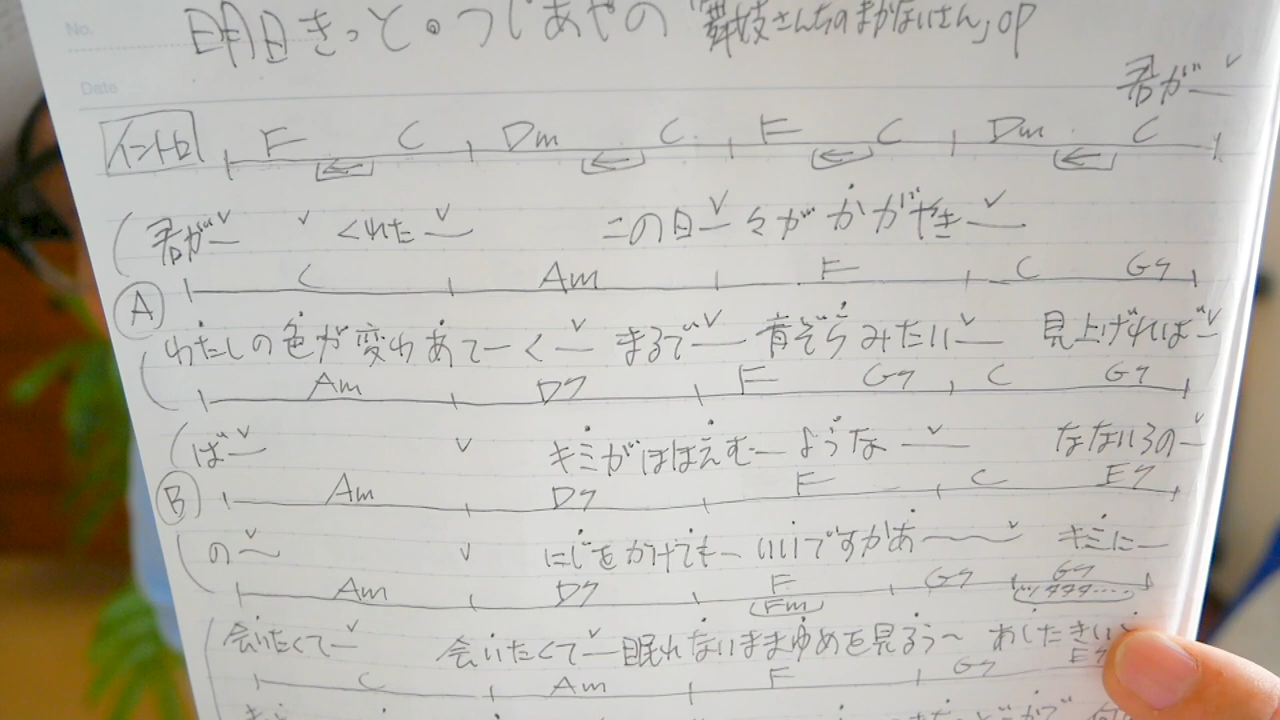 No.
明日きっと。つじあやの「舞妓さんちのまかないさん」OP
Date
君が
イントロ F C Dm C F C Dm C
君が くれた この日々が かがやき
C Am F C G7
A
わたしの色が変わあてーく まるで 青ぞらみたい 見上げれば
Am D7 F G7 C G7
ば キミがほほえむー ような なないろの
B
Am D7 F C E7
の にじをかけても いいですかあ キミに
Am D7 F G7 G7
(Fm)
会いたくて 会いたくて 眠れないままゆめを見るう〜 あしたきい
C Am F G7 E7